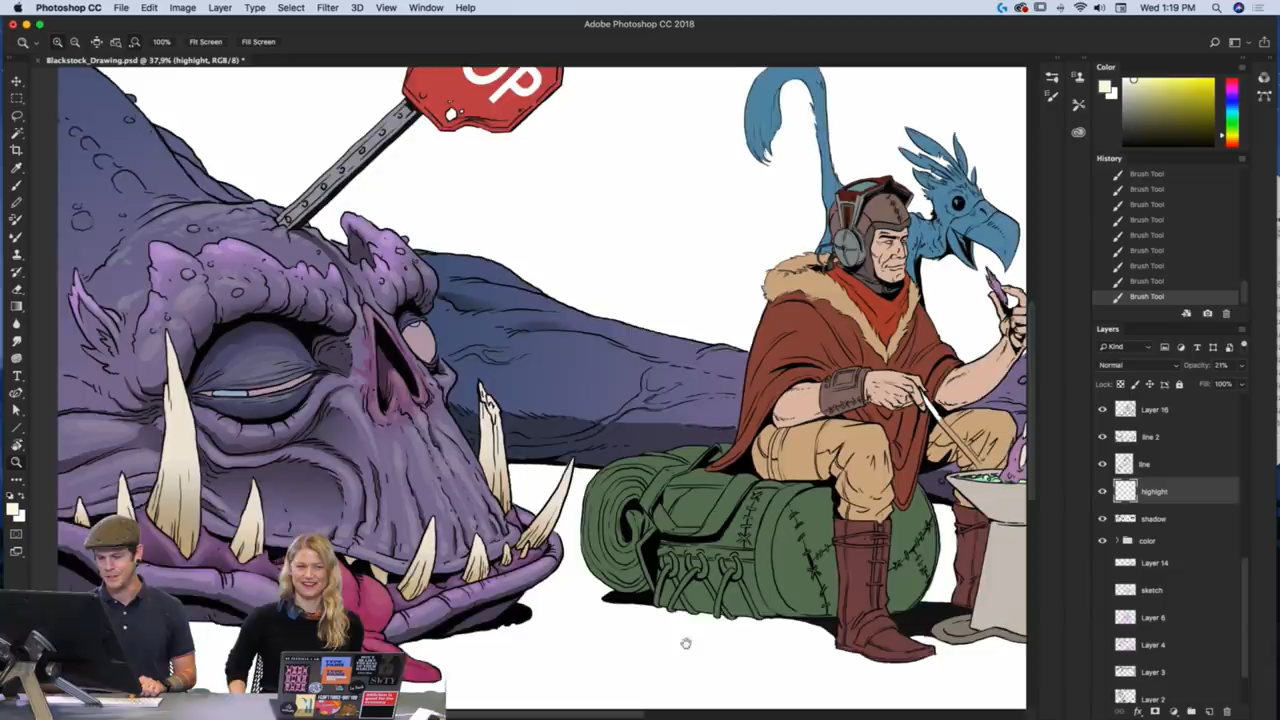 Photoshop CC File Edit Image Layer Type Select Filter 3D View Window Help Wed 1:19 PM
Adobe Photoshop CC 2018
100% Fit Screen Fill Screen
Blackstock_Drawing.psd @ 37,9% (highight, RGB/8) *
OP
Color
History
Brush Tool
Brush Tool
Brush Tool
Brush Tool
Brush Tool
Brush Tool
Brush Tool
Brush Tool
Brush Tool
Layers
Kind
Normal Opacity: 21%
Lock: Fill: 100%
Layer 16
line 2
line
highight
shadow
color
Layer 14
sketch
Layer 6
Layer 4
Layer 3
Layer 2